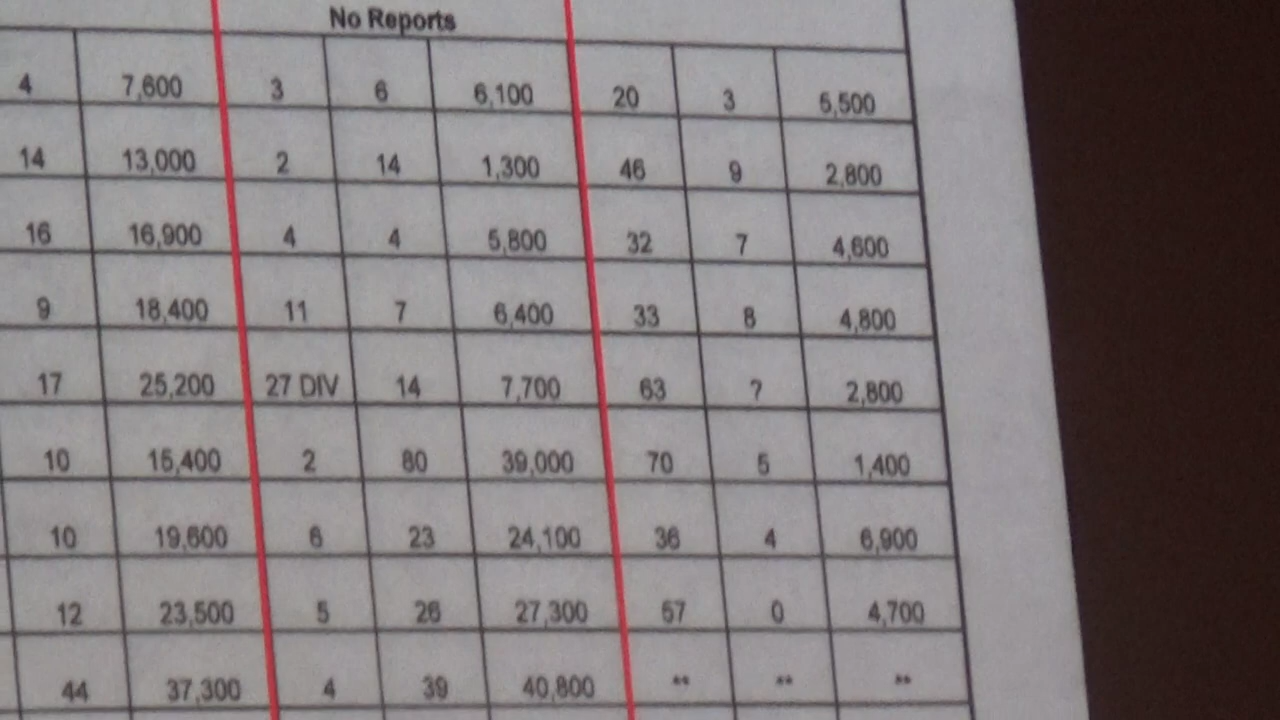 No Reports
4 7,600 3 6 6,100 20 3 5,500
14 13,000 2 14 1,300 46 9 2,800
16 16,900 4 4 5,800 32 7 4,600
9 18,400 11 7 6,400 33 8 4,800
17 25,200 27 DIV 14 7,700 63 ? 2,800
10 15,400 2 80 39,000 70 5 1,400
10 19,600 6 23 24,100 36 4 6,900
12 23,500 5 26 27,300 57 0 4,700
44 37,300 4 39 40,800 ** ** **